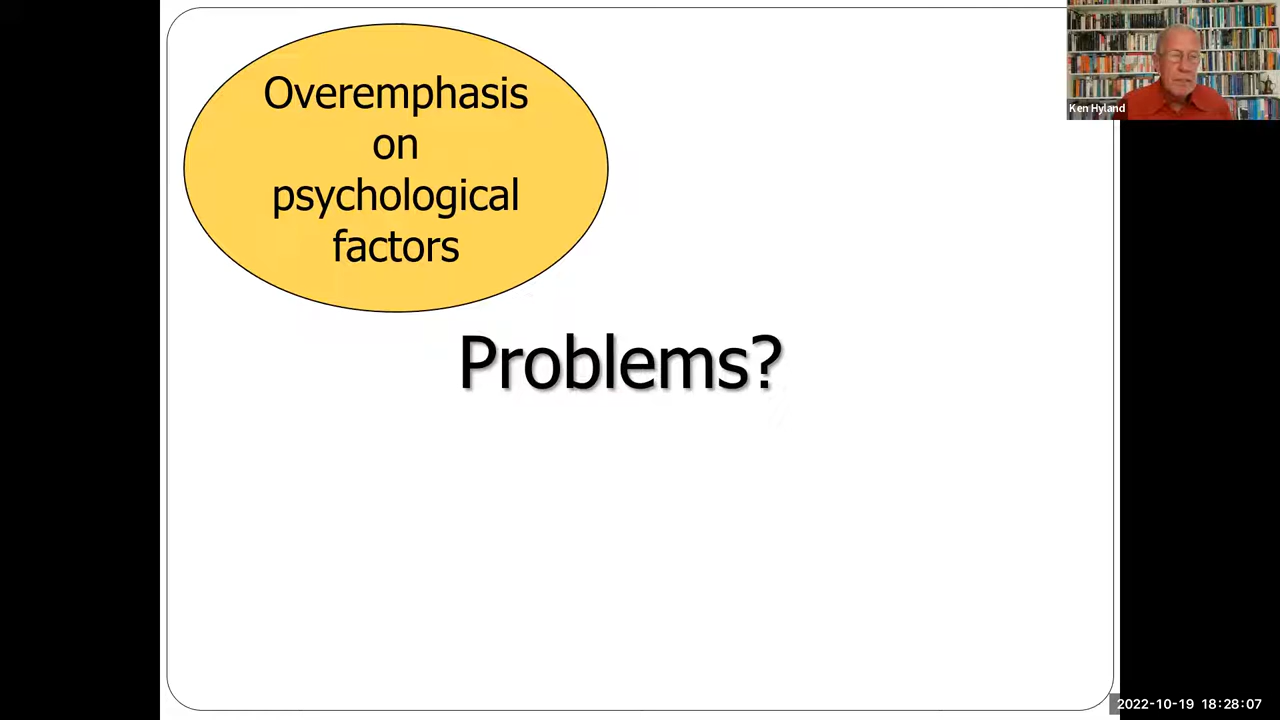 Overemphasis
on
psychological
factors
Problems?
Ken Hyland
2022-10-19 18:28:07